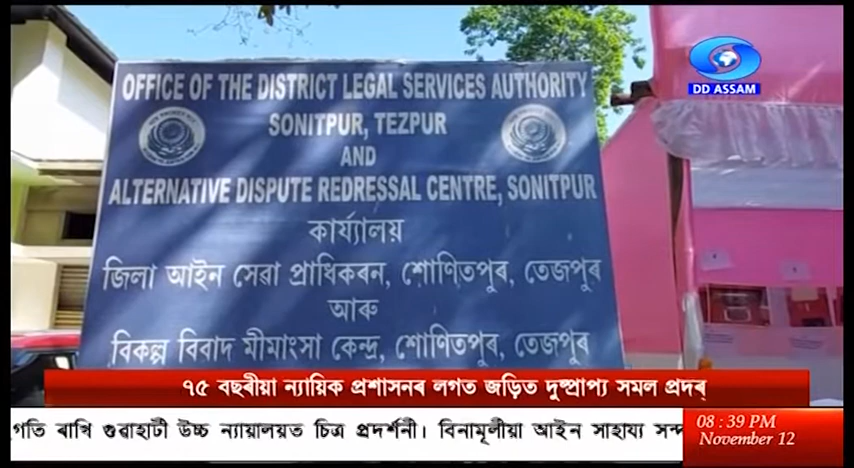 DD ASSAM
OFFICE OF THE DISTRICT LEGAL SERVICES AUTHORITY
SONITPUR, TEZPUR
AND
ALTERNATIVE DISPUTE REDRESSAL CENTRE, SONITPUR
কাৰ্য্যালয়
জিলা আইন সেৱা প্ৰাধিকৰন, শোণিতপুৰ, তেজপুৰ
আৰু
বিকল্প বিবাদ মীমাংসা কেন্দ্ৰ, শোণিতপুৰ, তেজপুৰ
৭৫ বছৰীয়া ন্যায়িক প্ৰশাসনৰ লগত জড়িত দুষ্প্ৰাপ্য সমল প্ৰদৰ্
গতি ৰাখি গুৱাহাটী উচ্চ ন্যায়ালয়ত চিত্ৰ প্ৰদৰ্শনী। বিনামূলীয়া আইন সাহায্য সন্দ
08:39 PM
November 12